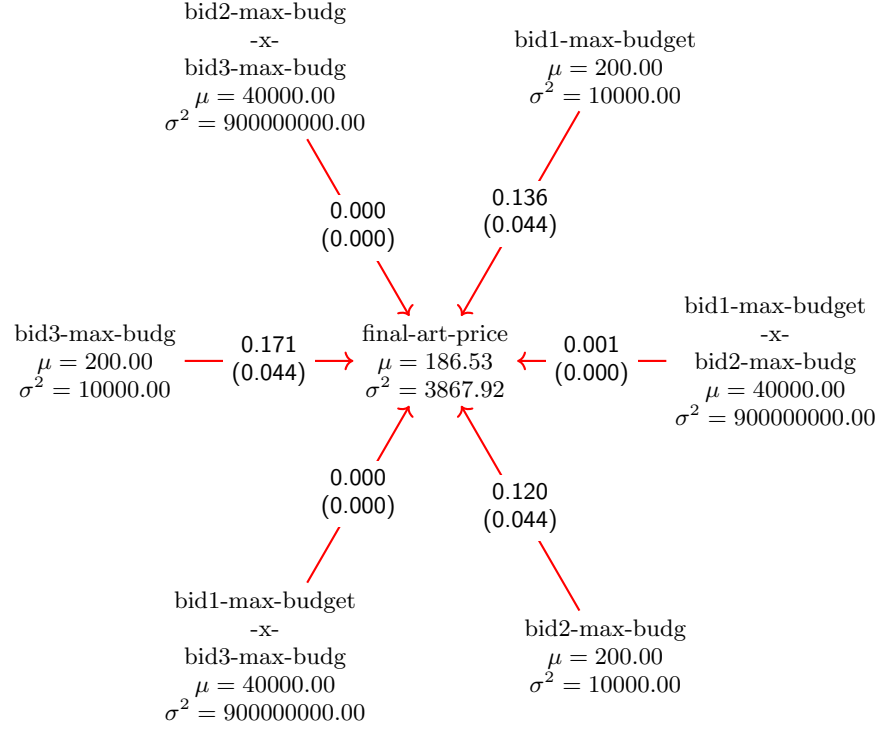 bid2-max-budg
-x-
bid3-max-budg
μ = 40000.00
σ² = 900000000.00
bid1-max-budget
μ = 200.00
σ² = 10000.00
0.000
(0.000)
0.136
(0.044)
bid3-max-budg
μ = 200.00
σ² = 10000.00
0.171
(0.044)
final-art-price
μ = 186.53
σ² = 3867.92
0.001
(0.000)
bid1-max-budget
-x-
bid2-max-budg
μ = 40000.00
σ² = 900000000.00
0.000
(0.000)
0.120
(0.044)
bid1-max-budget
-x-
bid3-max-budg
μ = 40000.00
σ² = 900000000.00
bid2-max-budg
μ = 200.00
σ² = 10000.00